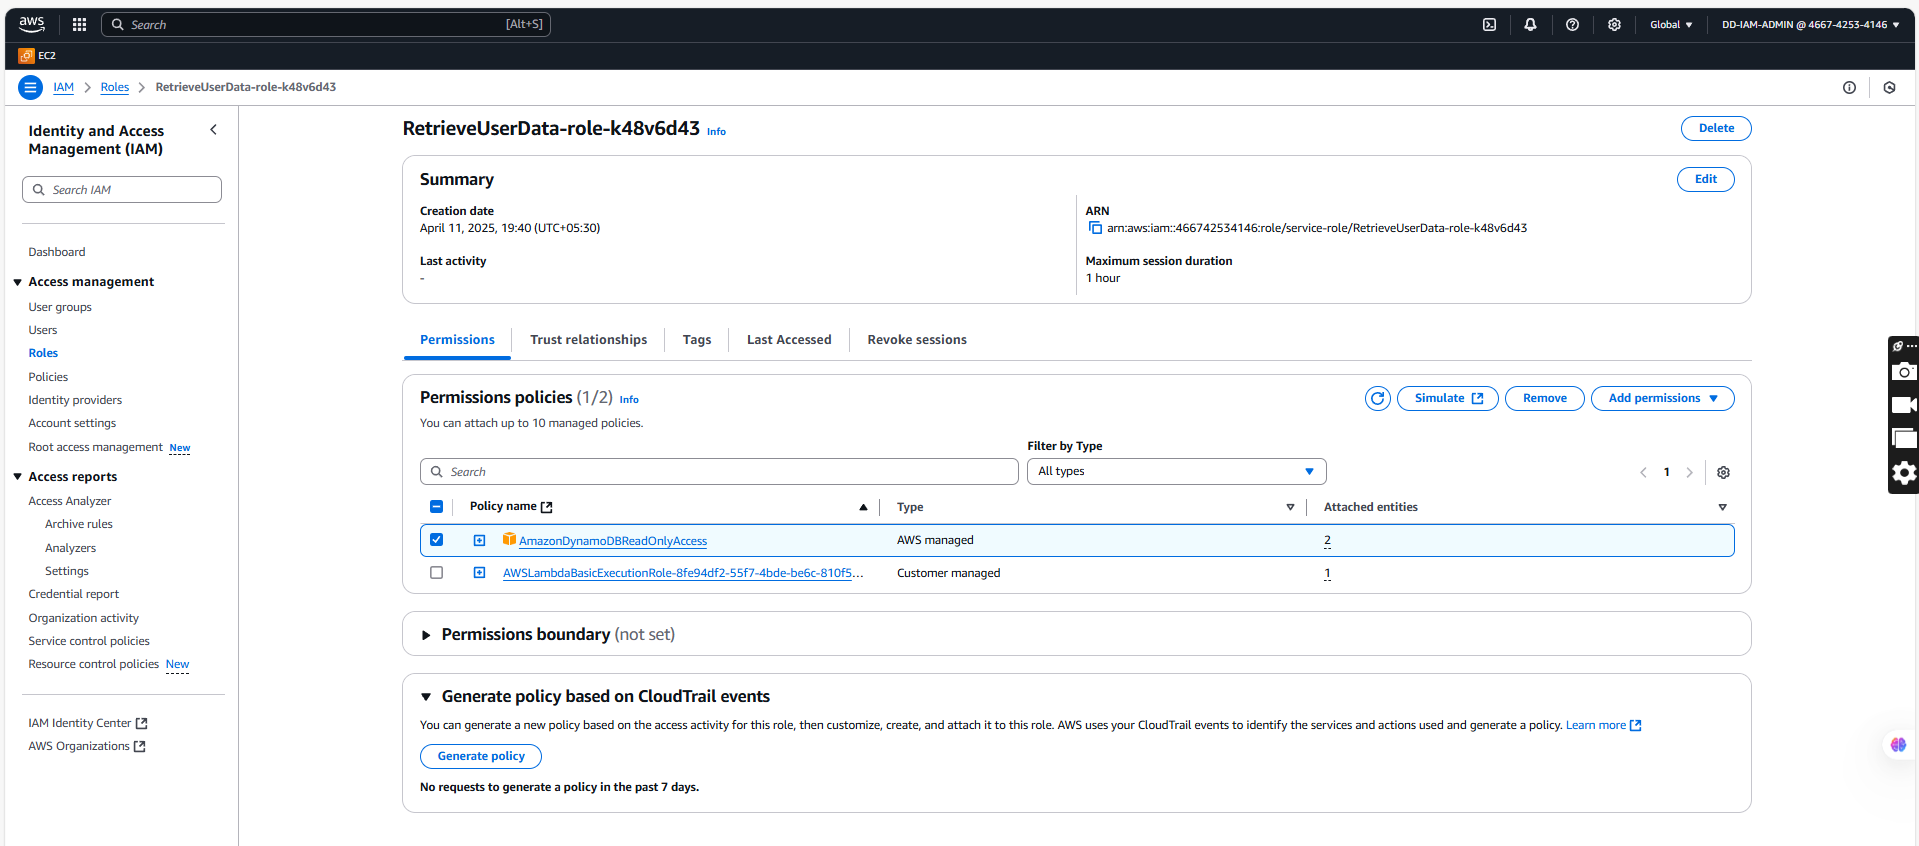 aws
Search
[Alt+S]
Global
DD-IAM-ADMIN @ 4667-4253-4146
EC2
IAM
Roles
RetrieveUserData-role-k48v6d43
Identity and Access
Management (IAM)
Search IAM
Dashboard
Access management
User groups
Users
Roles
Policies
Identity providers
Account settings
Root access management New
Access reports
Access Analyzer
Archive rules
Analyzers
Settings
Credential report
Organization activity
Service control policies
Resource control policies New
IAM Identity Center
AWS Organizations
RetrieveUserData-role-k48v6d43 Info
Delete
Summary
Edit
Creation date
April 11, 2025, 19:40 (UTC+05:30)
ARN
arn:aws:iam::466742534146:role/service-role/RetrieveUserData-role-k48v6d43
Last activity
-
Maximum session duration
1 hour
Permissions
Trust relationships
Tags
Last Accessed
Revoke sessions
Permissions policies (1/2) Info
Simulate
Remove
Add permissions
You can attach up to 10 managed policies.
Filter by Type
Search
All types
1
Policy name
Type
Attached entities
AmazonDynamoDBReadOnlyAccess
AWS managed
2
AWSLambdaBasicExecutionRole-8fe94df2-55f7-4bde-be6c-810f5...
Customer managed
1
Permissions boundary (not set)
Generate policy based on CloudTrail events
You can generate a new policy based on the access activity for this role, then customize, create, and attach it to this role. AWS uses your CloudTrail events to identify the services and actions used and generate a policy. Learn more
Generate policy
No requests to generate a policy in the past 7 days.